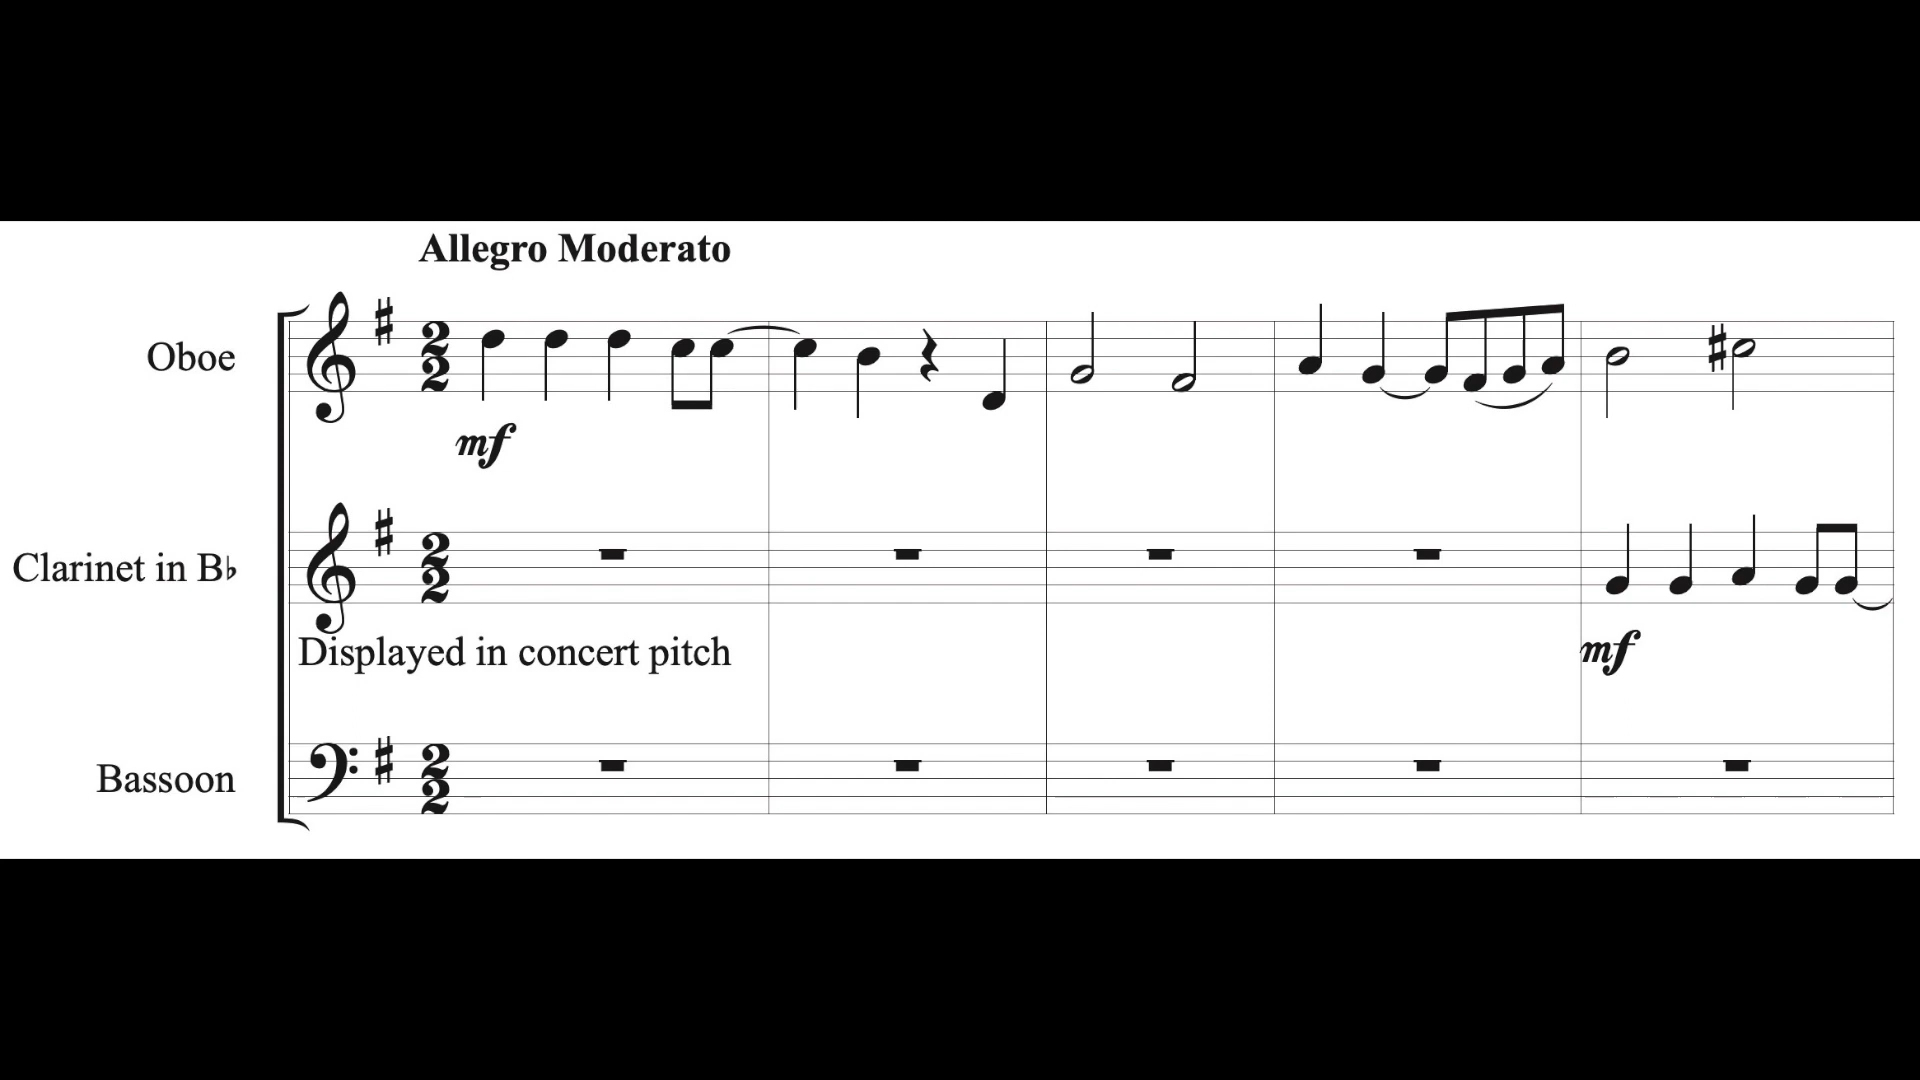 Allegro Moderato
Oboe
mf
Clarinet in B♭
Displayed in concert pitch
mf
Bassoon